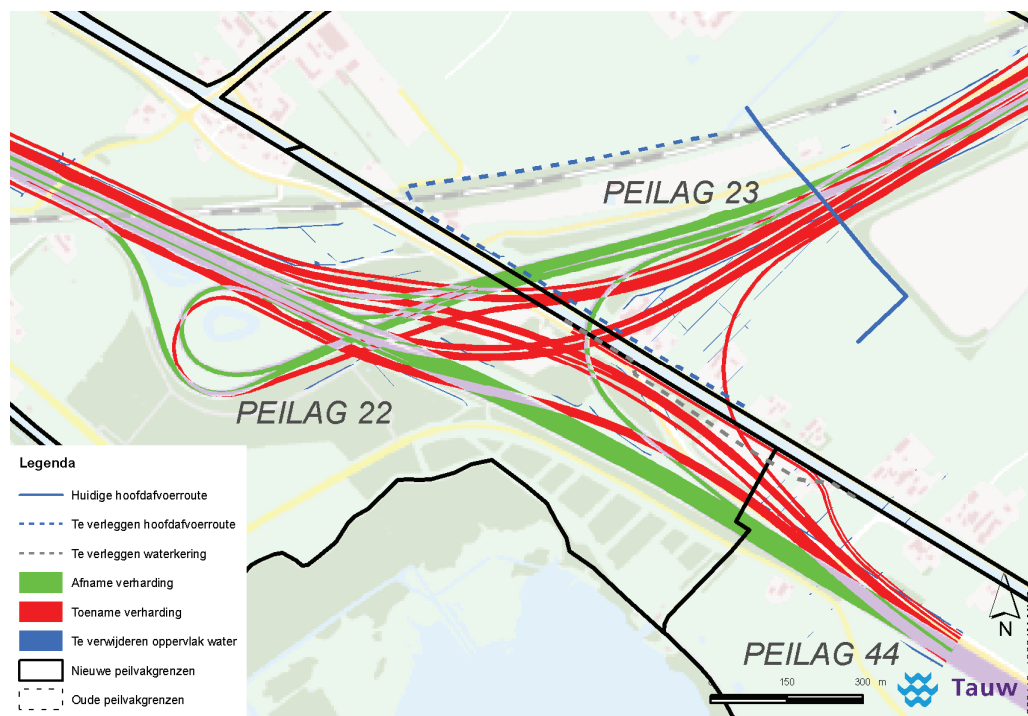 PEILAG 23
PEILAG 22
Legenda
Huidige hoofdafvoerroute
Te verleggen hoofdafvoerroute
Te verleggen waterkering
Afname verharding
Toename verharding
Te verwijderen oppervlak water
Nieuwe peilvakgrenzen
Oude peilvakgrenzen
N
PEILAG 44
150 300 m
Tauw